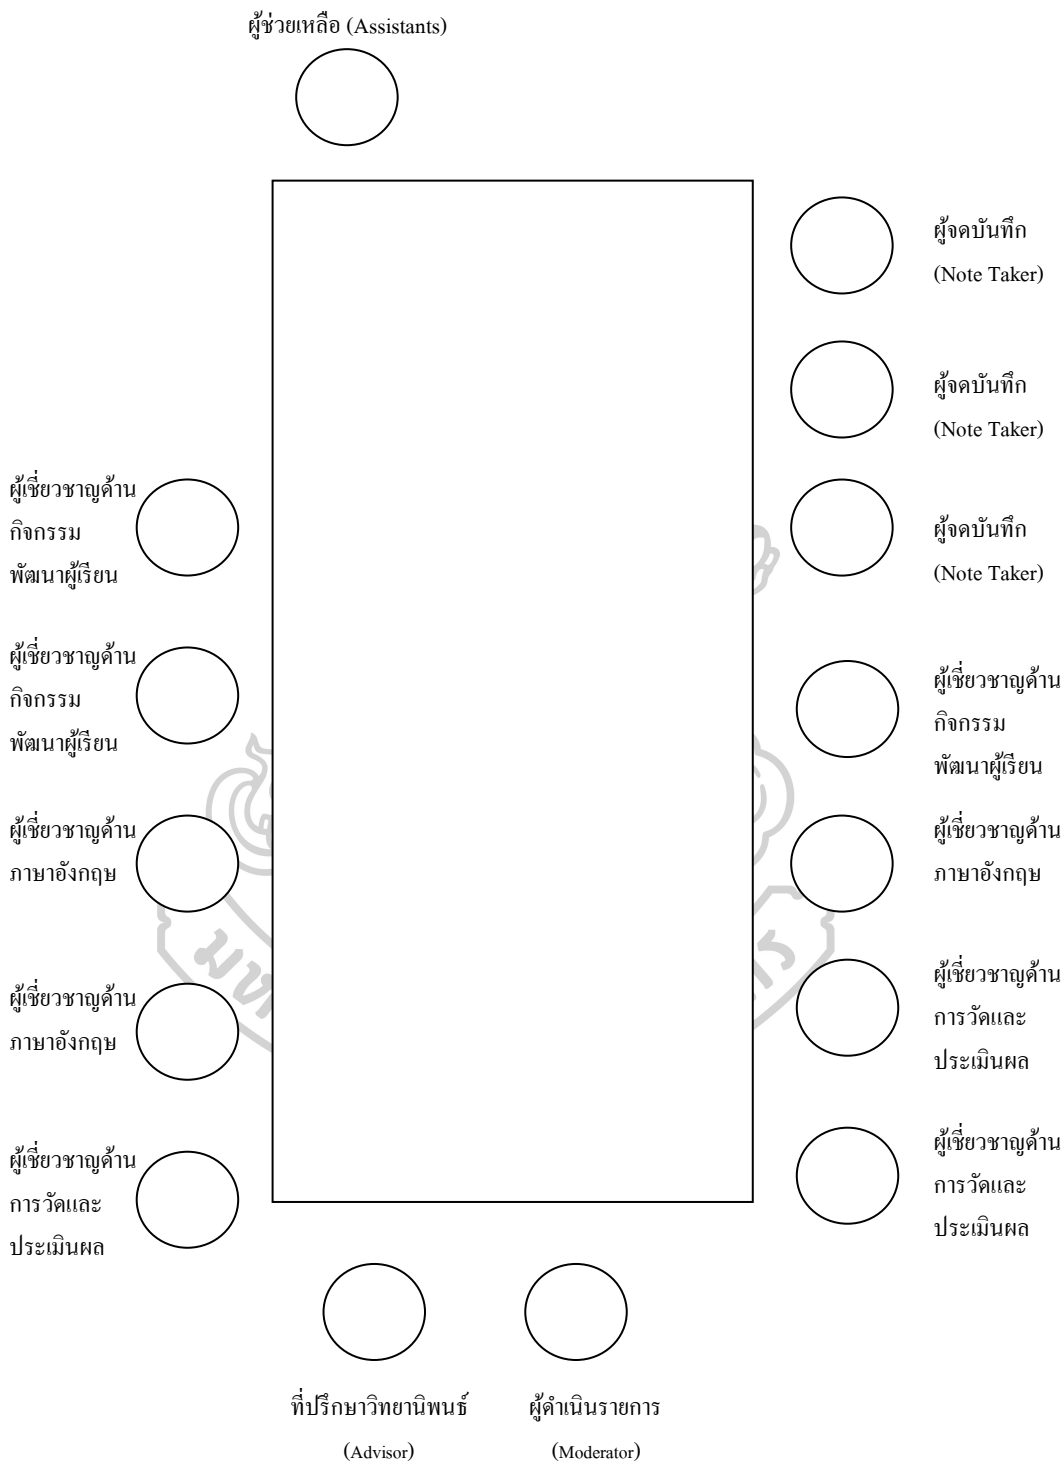 ผู้ช่วยเหลือ (Assistants)
ผู้จดบันทึก
(Note Taker)
ผู้จดบันทึก
(Note Taker)
ผู้เชี่ยวชาญด้าน
กิจกรรม
พัฒนาผู้เรียน
ผู้จดบันทึก
(Note Taker)
ผู้เชี่ยวชาญด้าน
กิจกรรม
พัฒนาผู้เรียน
ผู้เชี่ยวชาญด้าน
กิจกรรม
พัฒนาผู้เรียน
ผู้เชี่ยวชาญด้าน
ภาษาอังกฤษ
ผู้เชี่ยวชาญด้าน
ภาษาอังกฤษ
ผู้เชี่ยวชาญด้าน
ภาษาอังกฤษ
ผู้เชี่ยวชาญด้าน
การวัดและ
ประเมินผล
ผู้เชี่ยวชาญด้าน
การวัดและ
ประเมินผล
ผู้เชี่ยวชาญด้าน
การวัดและ
ประเมินผล
ที่ปรึกษาวิทยานิพนธ์
(Advisor)
ผู้ดำเนินรายการ
(Moderator)